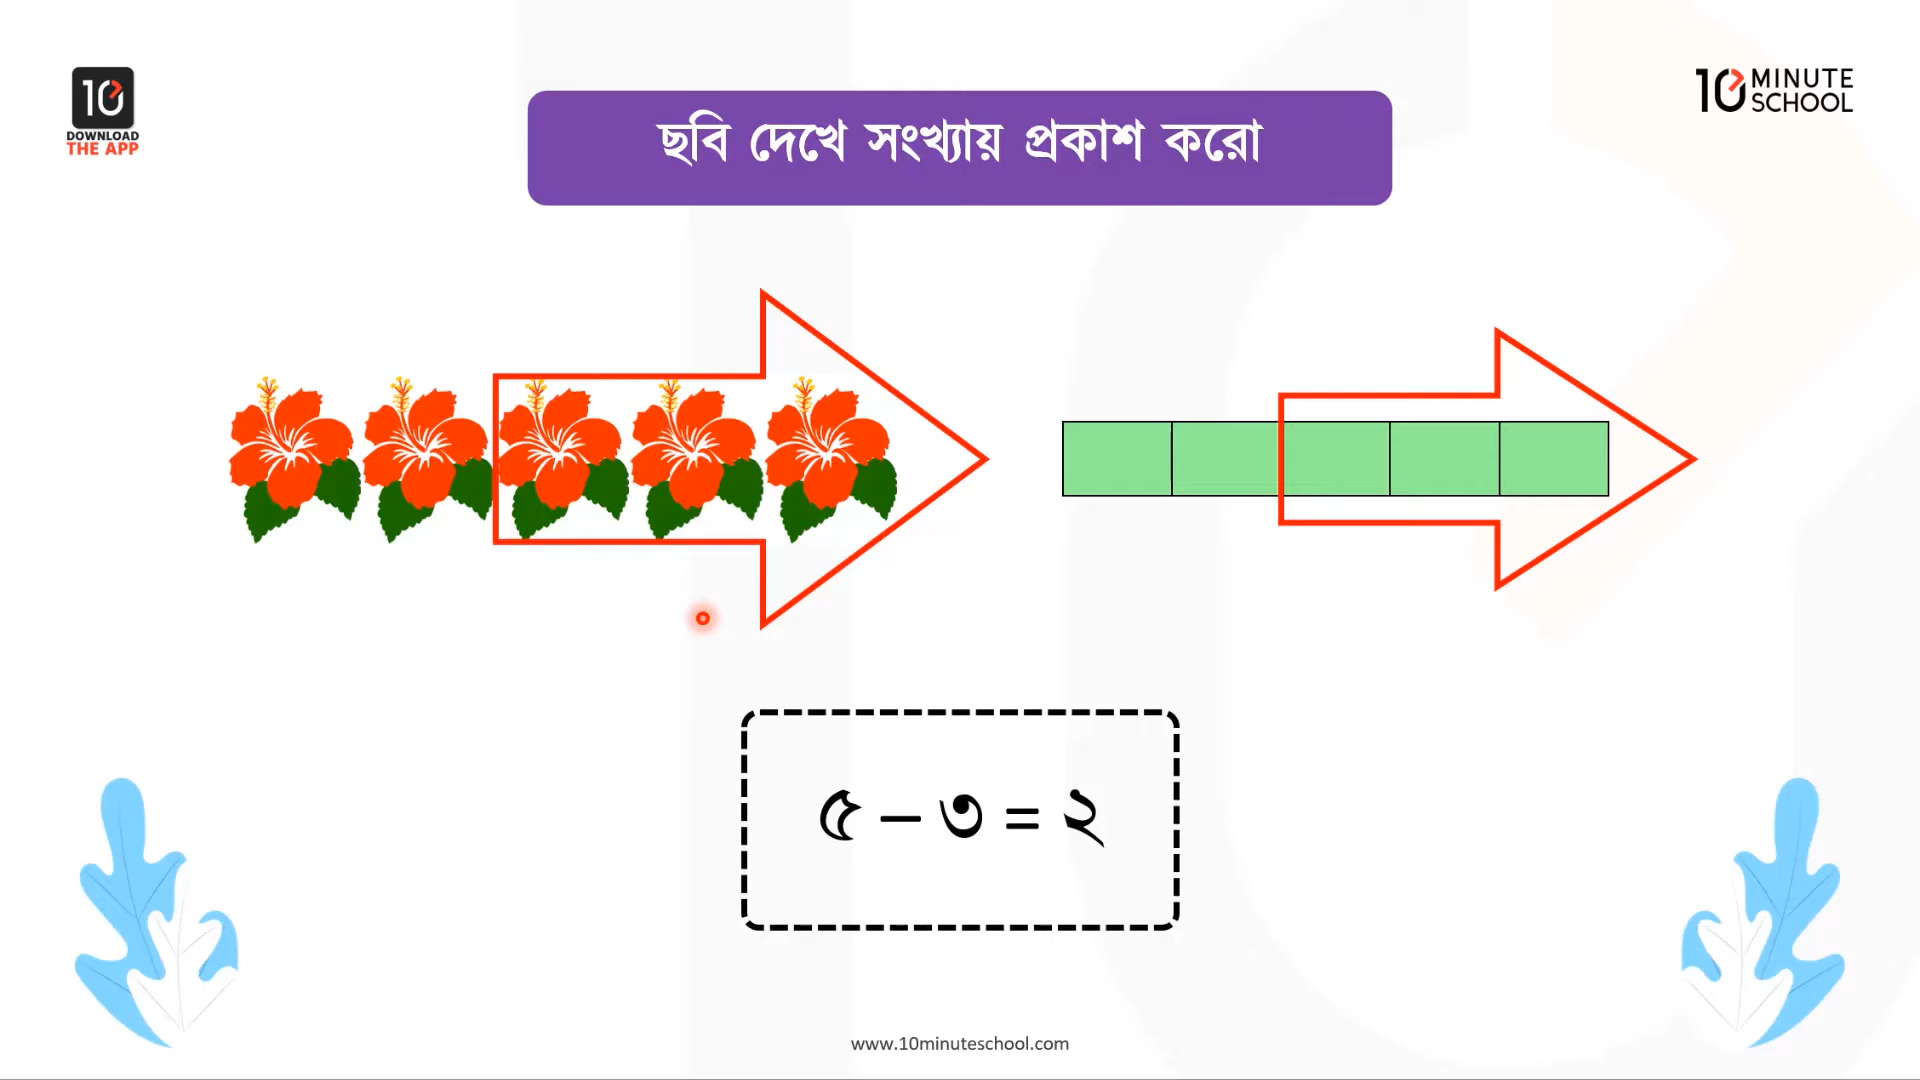 10
DOWNLOAD
THE APP
ছবি দেখে সংখ্যায় প্রকাশ করো
10 MINUTE
SCHOOL
৫ – ৩ = ২
www.10minuteschool.com